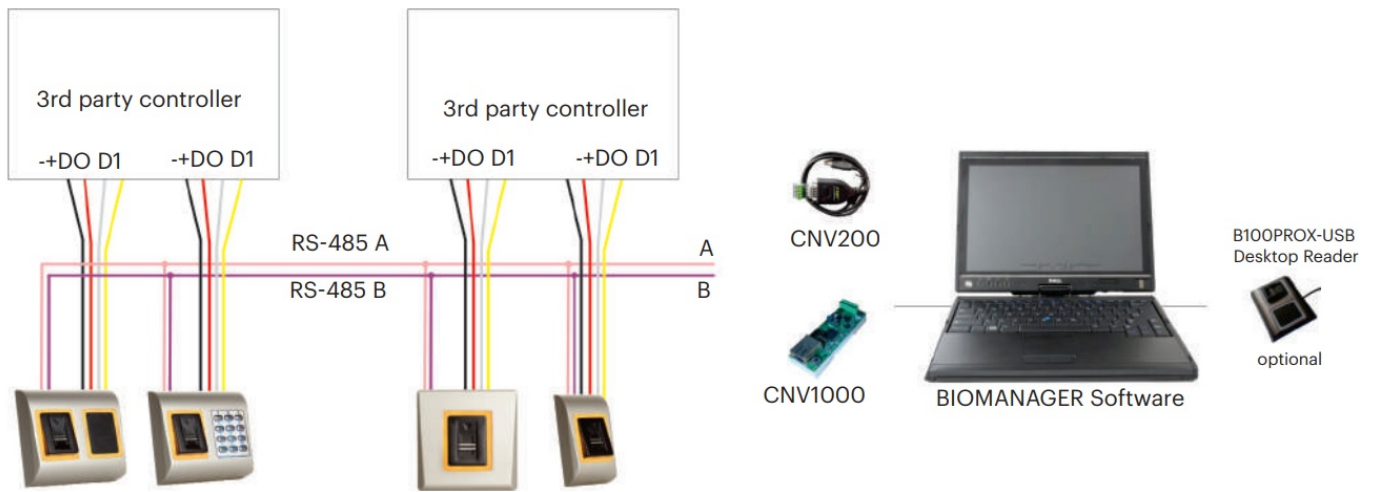 3rd party controller
-+DO D1
-+DO D1
3rd party controller
-+DO D1
-+DO D1
RS-485 A
RS-485 B
A
B
CNV200
CNV1000
BIOMANAGER Software
B100PROX-USB
Desktop Reader
optional